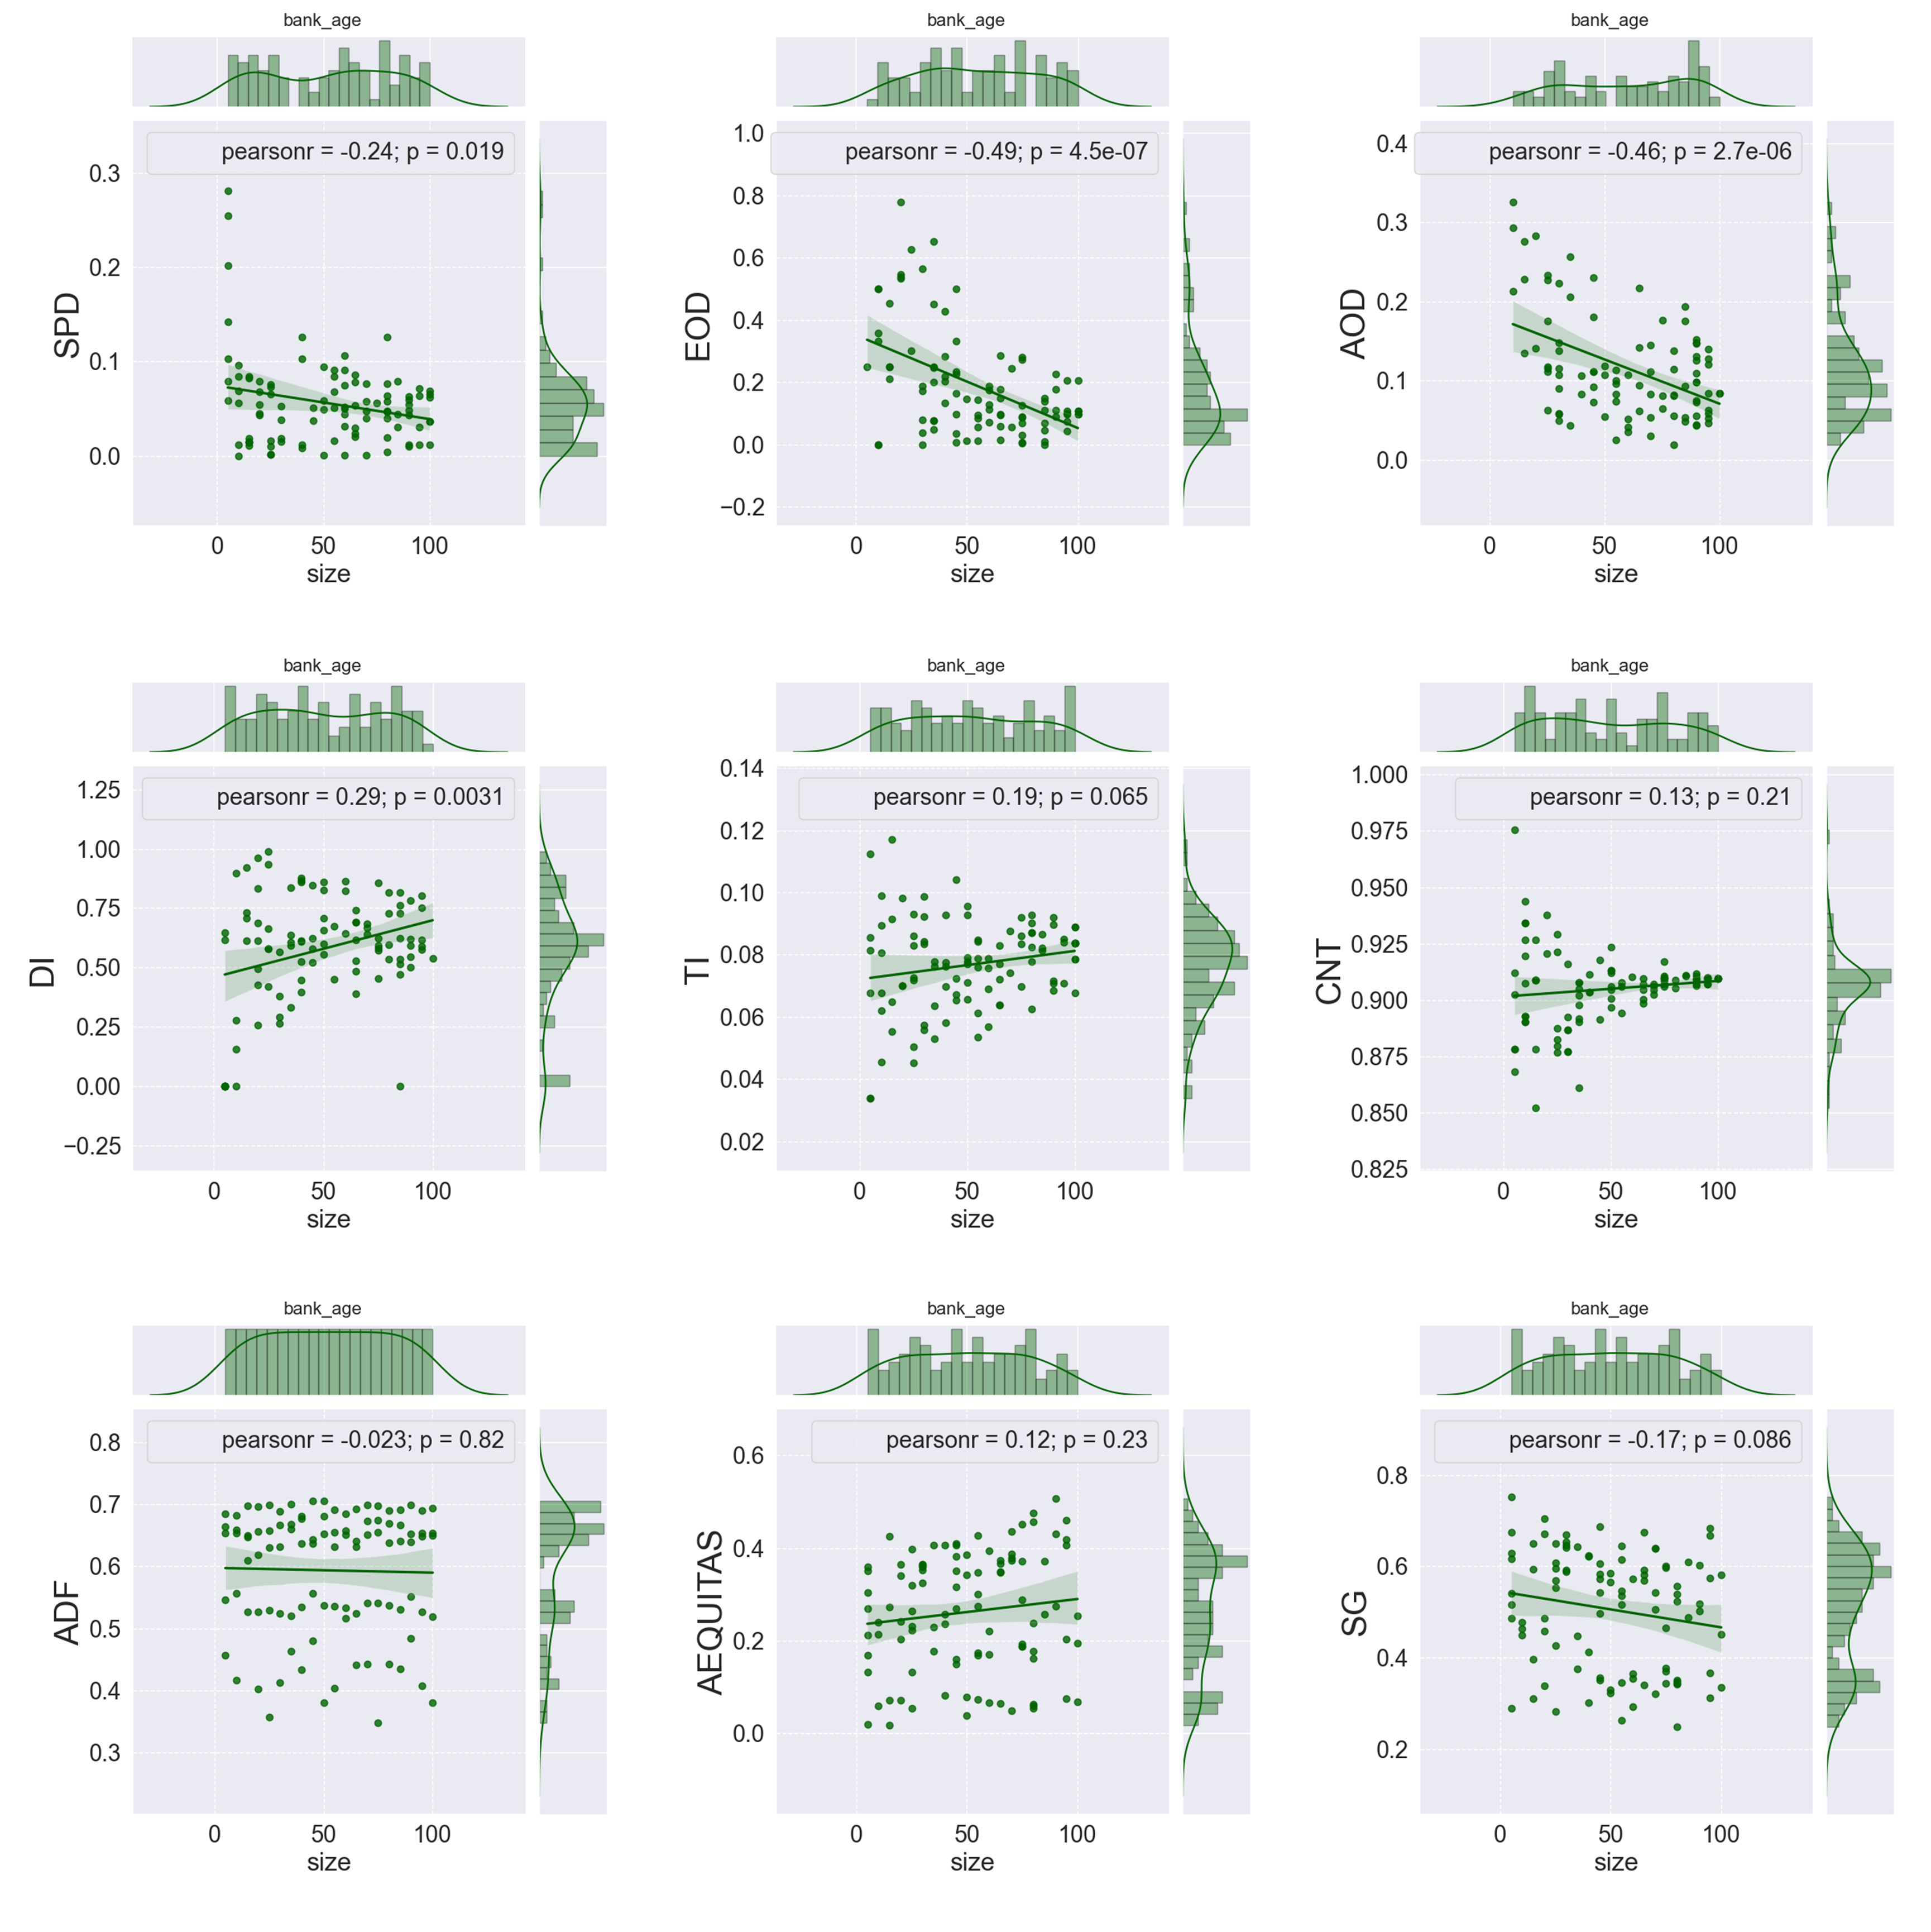 bank_age
pearsonr = -0.24; p = 0.019
SPD
0.3
0.2
0.1
0.0
0 50 100
size
bank_age
pearsonr = -0.49; p = 4.5e-07
EOD
1.0
0.8
0.6
0.4
0.2
0.0
−0.2
0 50 100
size
bank_age
pearsonr = -0.46; p = 2.7e-06
AOD
0.4
0.3
0.2
0.1
0.0
0 50 100
size
bank_age
pearsonr = 0.29; p = 0.0031
DI
1.25
1.00
0.75
0.50
0.25
0.00
−0.25
0 50 100
size
bank_age
pearsonr = 0.19; p = 0.065
TI
0.14
0.12
0.10
0.08
0.06
0.04
0.02
0 50 100
size
bank_age
pearsonr = 0.13; p = 0.21
CNT
1.000
0.975
0.950
0.925
0.900
0.875
0.850
0.825
0 50 100
size
bank_age
pearsonr = -0.023; p = 0.82
ADF
0.8
0.7
0.6
0.5
0.4
0.3
0 50 100
size
bank_age
pearsonr = 0.12; p = 0.23
AEQUITAS
0.6
0.4
0.2
0.0
0 50 100
size
bank_age
pearsonr = -0.17; p = 0.086
SG
0.8
0.6
0.4
0.2
0 50 100
size